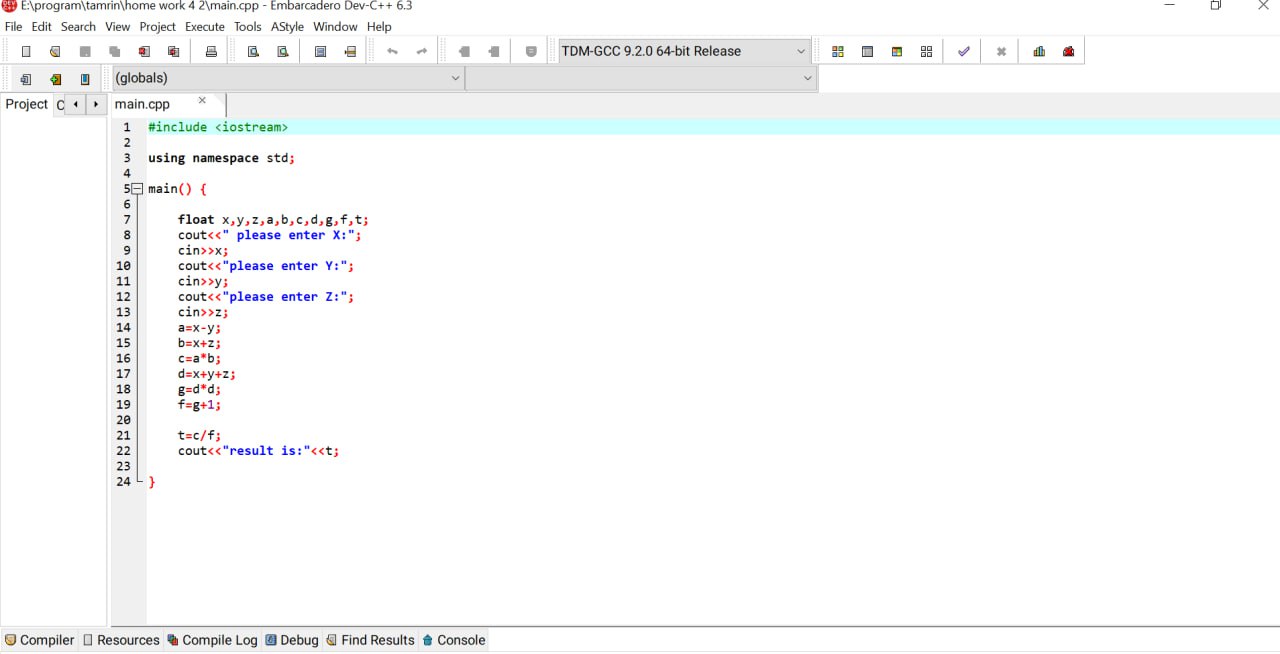 E:\program\tamrin\home work 4 2\main.cpp - Embarcadero Dev-C++ 6.3
File Edit Search View Project Execute Tools AStyle Window Help
TDM-GCC 9.2.0 64-bit Release
(globals)
Project C main.cpp
1 #include <iostream>
2
3 using namespace std;
4
5 main() {
6
7 float x,y,z,a,b,c,d,g,f,t;
8 cout<<" please enter X:";
9 cin>>x;
10 cout<<"please enter Y:";
11 cin>>y;
12 cout<<"please enter Z:";
13 cin>>z;
14 a=x-y;
15 b=x+z;
16 c=a*b;
17 d=x+y+z;
18 g=d*d;
19 f=g+1;
20
21 t=c/f;
22 cout<<"result is:"<<t;
23
24 }
Compiler Resources Compile Log Debug Find Results Console